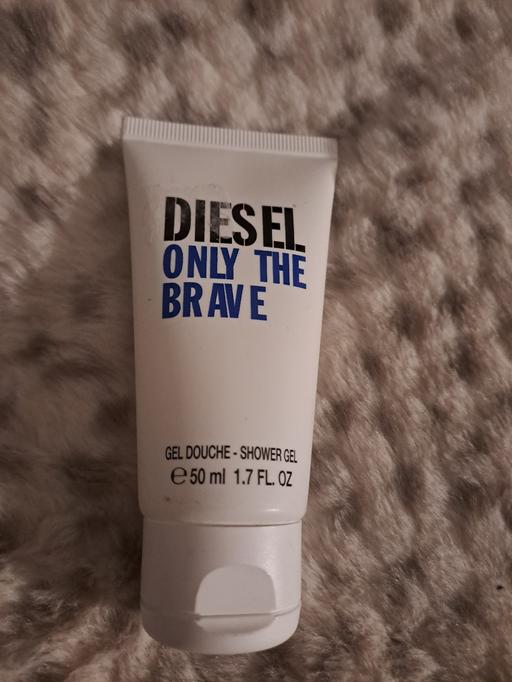 DIESEL
ONLY THE
BRAVE
GEL DOUCHE - SHOWER GEL
℮ 50 ml 1.7 FL. OZ